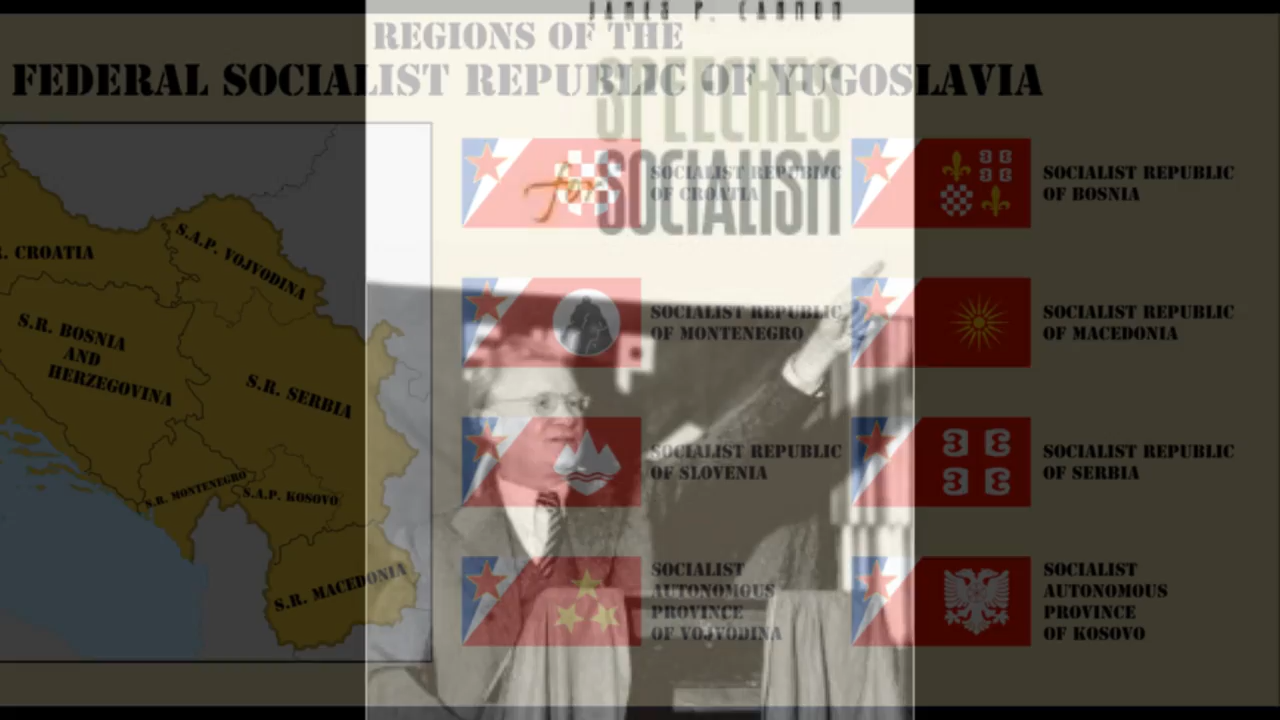 JAMES P. CANNON
REGIONS OF THE
FEDERAL SOCIALIST REPUBLIC OF YUGOSLAVIA
SPEECHES
for
SOCIALISM
R. CROATIA
S.A.P. VOJVODINA
S.R. BOSNIA
AND
HERZEGOVINA
S.R. SERBIA
S.R. MONTENEGRO
S.A.P. KOSOVO
S.R. MACEDONIA
SOCIALIST REPUBLIC
OF CROATIA
SOCIALIST REPUBLIC
OF BOSNIA
SOCIALIST REPUBLIC
OF MONTENEGRO
SOCIALIST REPUBLIC
OF MACEDONIA
SOCIALIST REPUBLIC
OF SLOVENIA
SOCIALIST REPUBLIC
OF SERBIA
SOCIALIST
AUTONOMOUS
PROVINCE
OF VOJVODINA
SOCIALIST
AUTONOMOUS
PROVINCE
OF KOSOVO